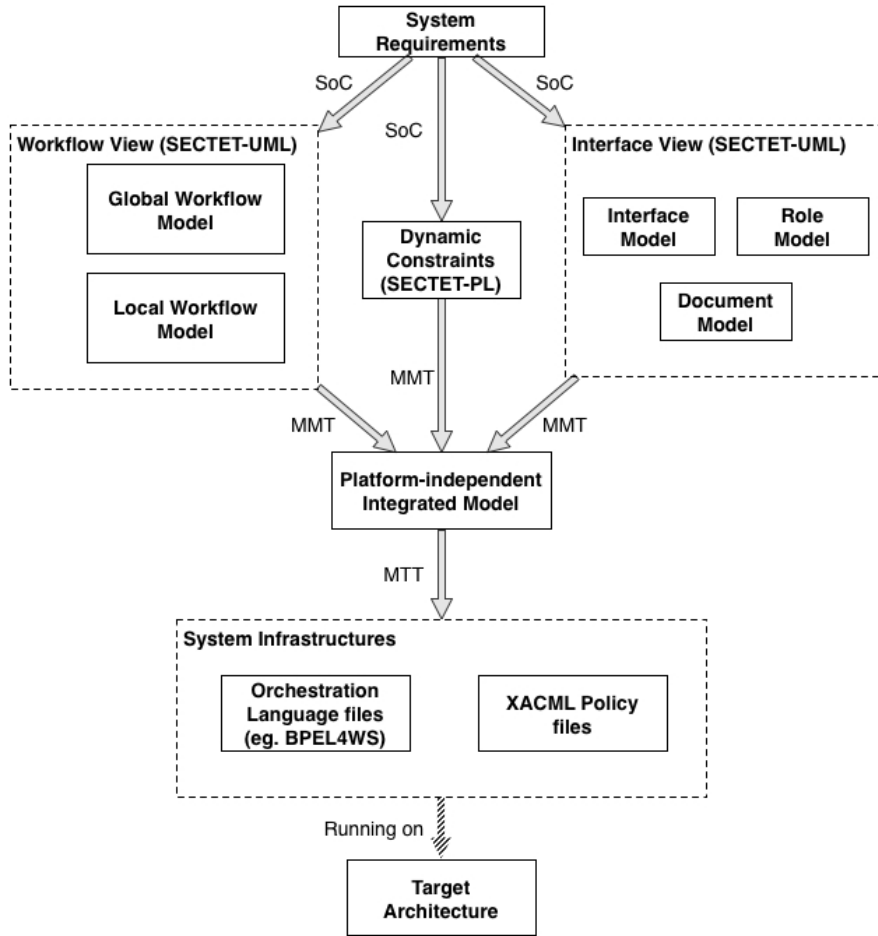 System
Requirements
SoC
SoC
SoC
Workflow View (SECTET-UML)
Global Workflow
Model
Local Workflow
Model
Dynamic
Constraints
(SECTET-PL)
Interface View (SECTET-UML)
Interface
Model
Role
Model
Document
Model
MMT
MMT
MMT
Platform-independent
Integrated Model
MTT
System Infrastructures
Orchestration
Language files
(eg. BPEL4WS)
XACML Policy
files
Running on
Target
Architecture